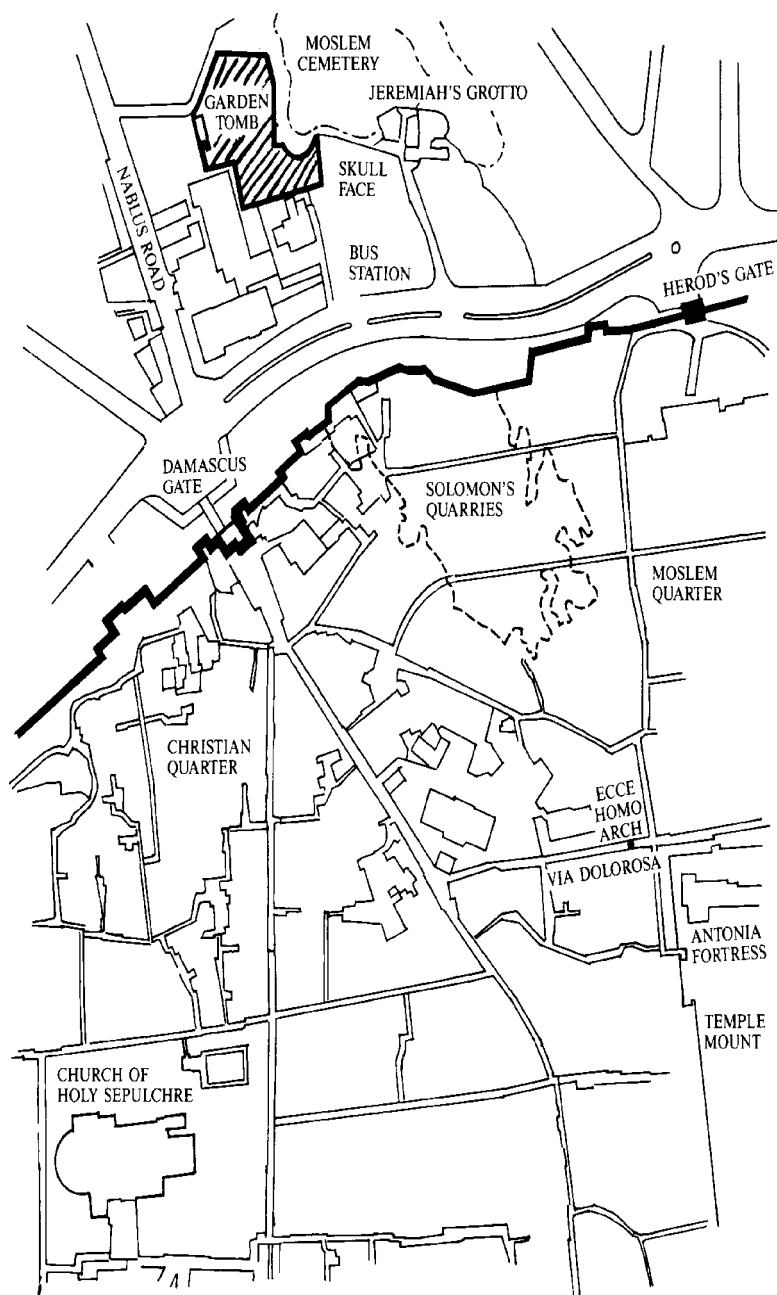 MOSLEM
CEMETERY
JEREMIAH'S GROTTO
GARDEN
TOMB
SKULL
FACE
NABLUS ROAD
BUS
STATION
HEROD'S GATE
DAMASCUS
GATE
SOLOMON'S
QUARRIES
MOSLEM
QUARTER
CHRISTIAN
QUARTER
ECCE
HOMO
ARCH
VIA DOLOROSA
ANTONIA
FORTRESS
TEMPLE
MOUNT
CHURCH OF
HOLY SEPULCHRE